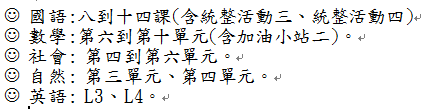 ☺ 國語:八到十四課(含統整活動三、統整活動四)
☺ 數學:第六到第十單元(含加油小站二)。
☺ 社會: 第四到第六單元。
☺ 自然: 第三單元、第四單元。
☺ 英語: L3、L4。